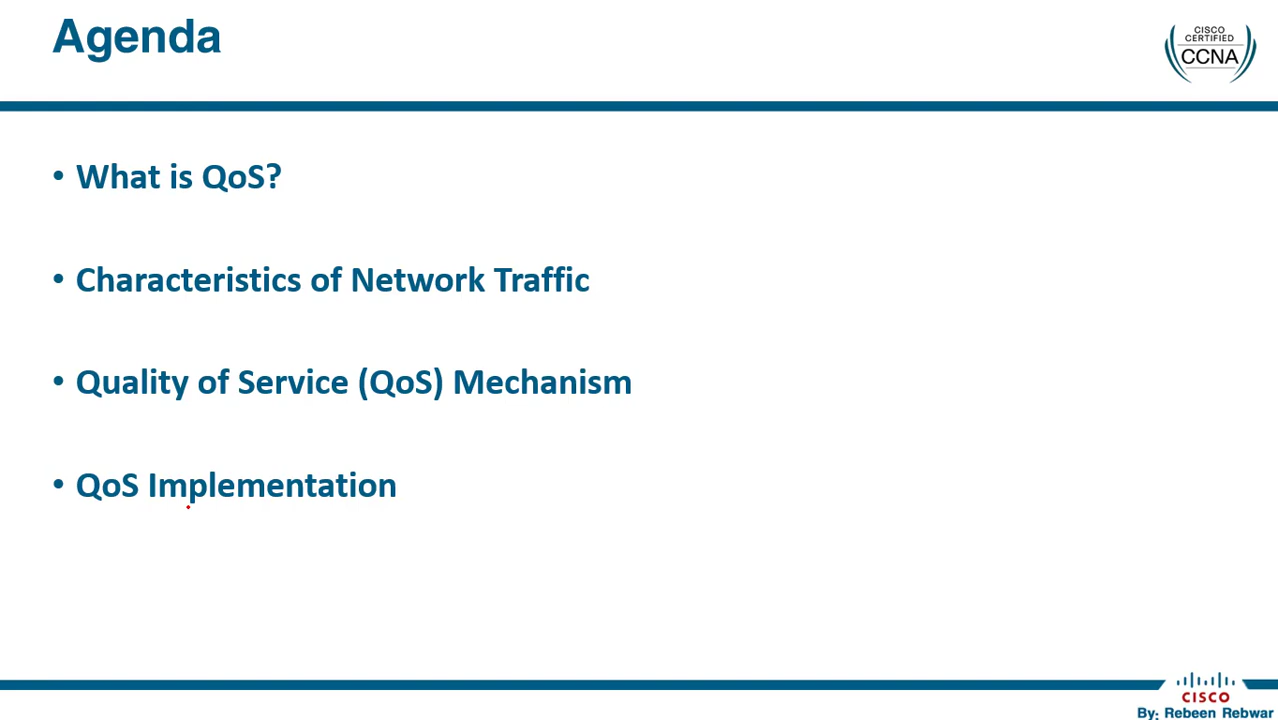 Agenda
CISCO
CERTIFIED
CCNA
• What is QoS?
• Characteristics of Network Traffic
• Quality of Service (QoS) Mechanism
• QoS Implementation
CISCO
By: Rebeen Rebwar